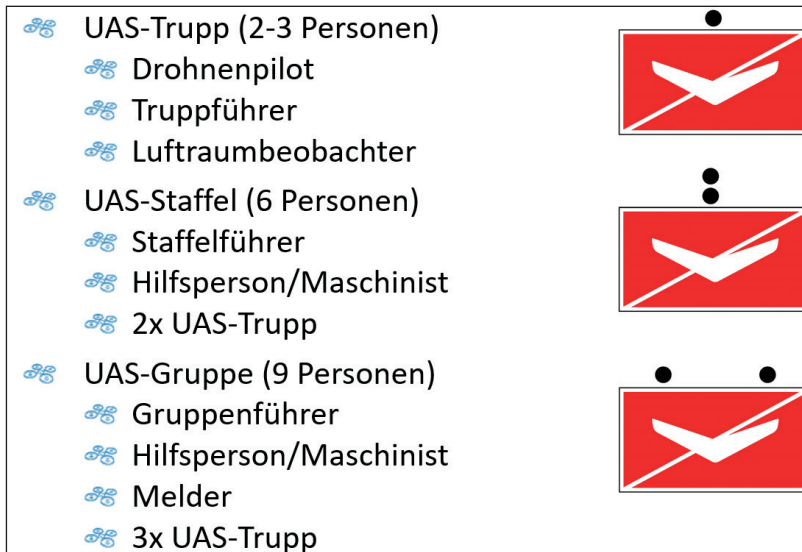 UAS-Trupp (2-3 Personen)
Drohnenpilot
Truppführer
Luftraumbeobachter
UAS-Staffel (6 Personen)
Staffelführer
Hilfsperson/Maschinist
2x UAS-Trupp
UAS-Gruppe (9 Personen)
Gruppenführer
Hilfsperson/Maschinist
Melder
3x UAS-Trupp